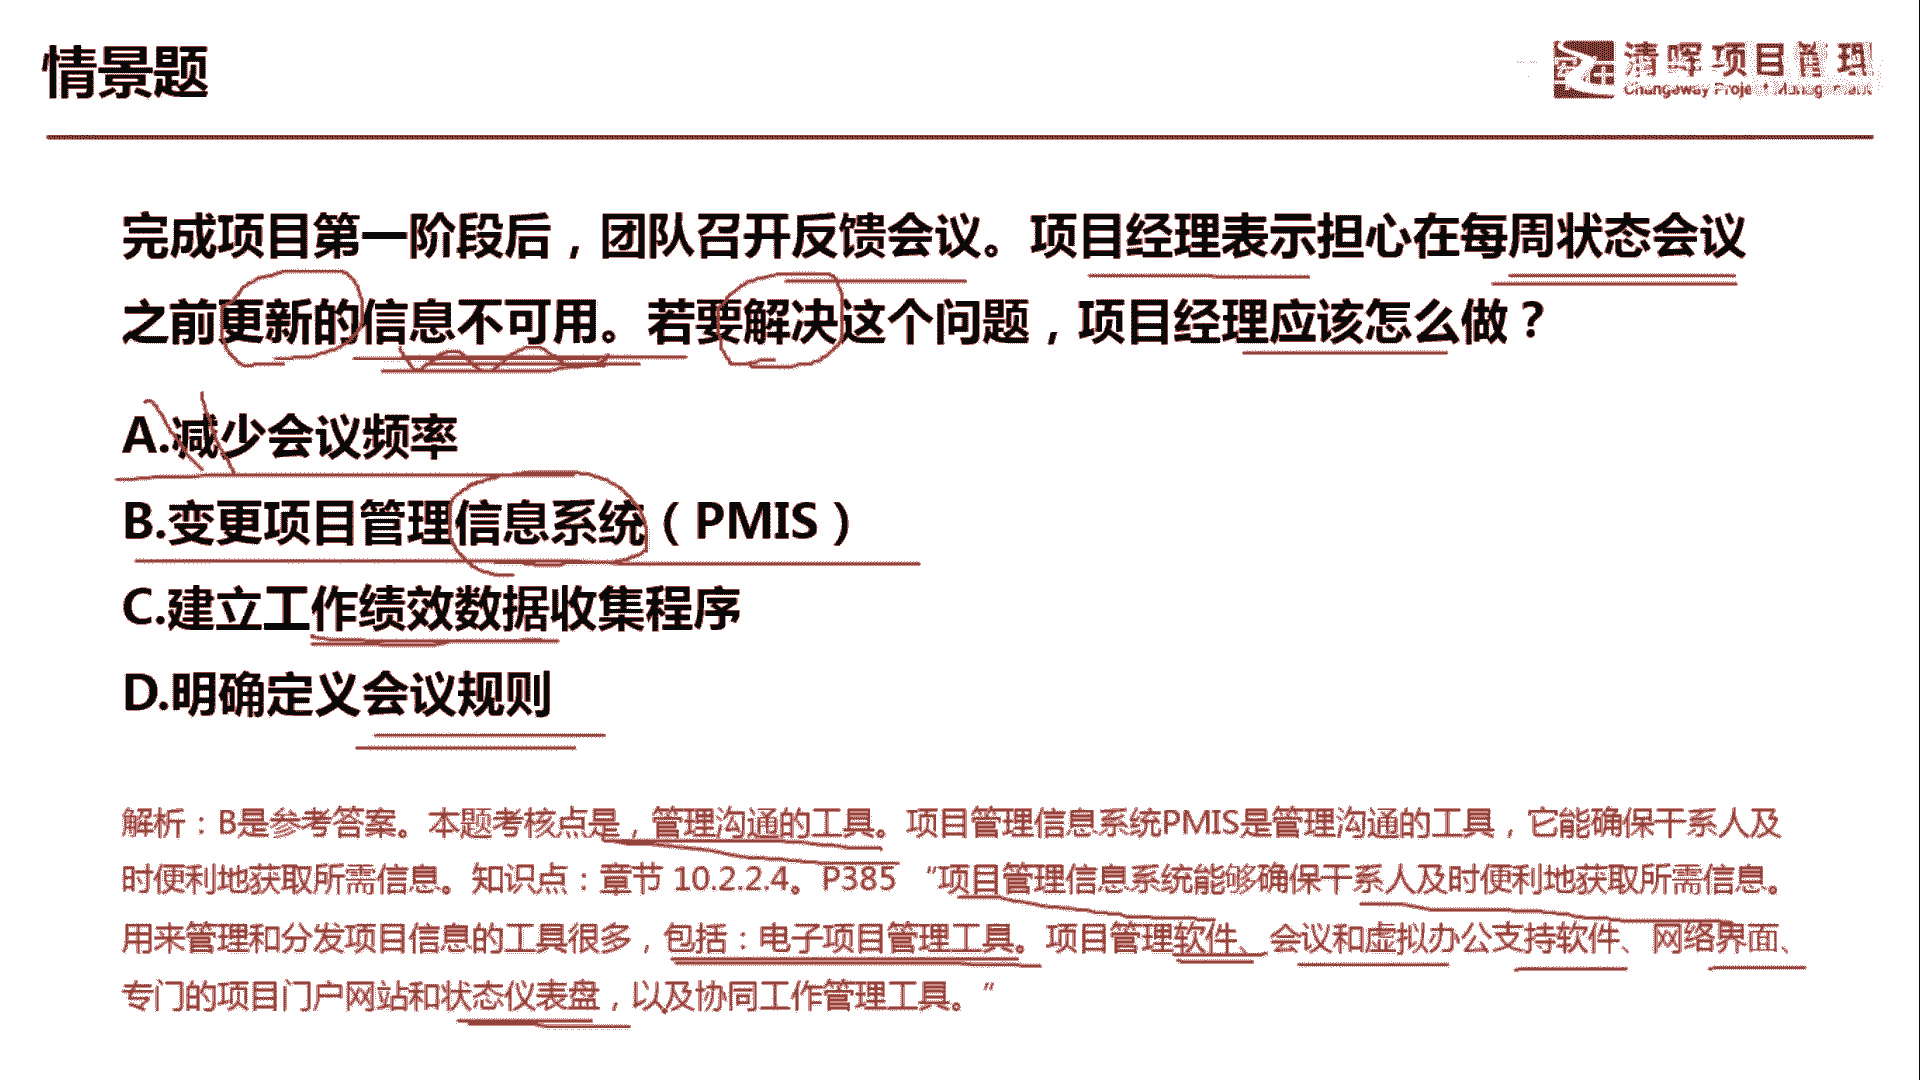 情景题
清晖项目管理
Changeway Project Management
完成项目第一阶段后，团队召开反馈会议。项目经理表示担心在每周状态会议
之前更新的信息不可用。若要解决这个问题，项目经理应该怎么做？
A.减少会议频率
B.变更项目管理信息系统（PMIS）
C.建立工作绩效数据收集程序
D.明确定义会议规则
解析：B是参考答案。本题考核点是，管理沟通的工具。项目管理信息系统PMIS是管理沟通的工具，它能确保干系人及
时便利地获取所需信息。知识点：章节 10.2.2.4。P385 “项目管理信息系统能够确保干系人及时便利地获取所需信息。
用来管理和分发项目信息的工具很多，包括：电子项目管理工具。项目管理软件、会议和虚拟办公支持软件、网络界面、
专门的项目门户网站和状态仪表盘，以及协同工作管理工具。”